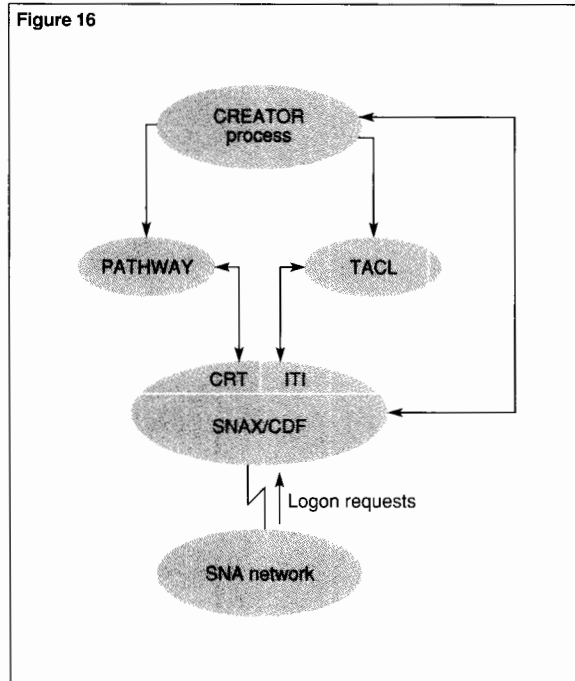 Figure 16
CREATOR
process
PATHWAY
TACL
CRT
ITI
SNAX/CDF
Logon requests
SNA network